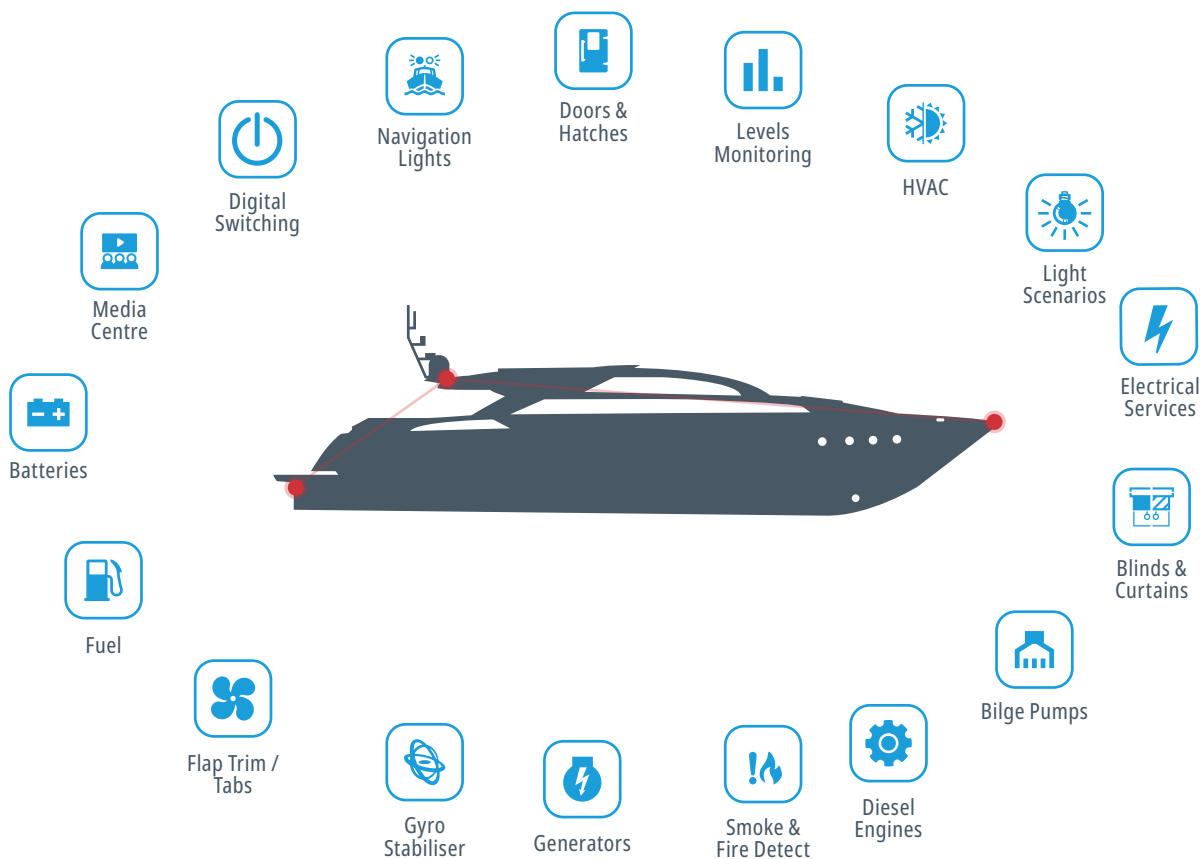 Doors &
Hatches
Navigation
Lights
Levels
Monitoring
HVAC
Digital
Switching
Light
Scenarios
Media
Centre
Electrical
Services
Batteries
Blinds &
Curtains
Fuel
Bilge Pumps
Flap Trim /
Tabs
Gyro
Stabiliser
Generators
Smoke &
Fire Detect
Diesel
Engines